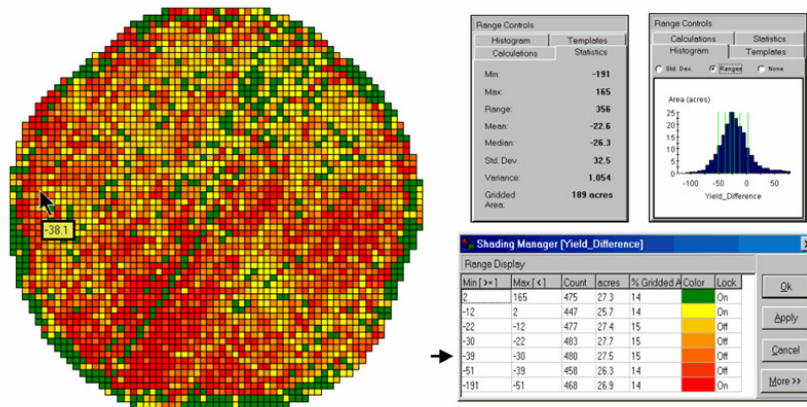 -38.1
Range Controls
Histogram Templates
Calculations Statistics
Min: -191
Max: 165
Range: 356
Mean: -22.6
Median: -26.3
Std. Dev. 32.5
Variance: 1,054
Gridded Area: 189 acres
Range Controls
Calculations Statistics
Histogram Templates
Std. Dev. Ranges None
Area (acres)
25
20
15
10
5
0
-100 -50 0 50
Yield_Difference
Shading Manager [Yield_Difference]
Range Display
Min [ >= ] Max [ < ] Count acres % Gridded A Color Lock
2 165 475 27.3 14 On
-12 2 447 25.7 14 On
-22 -12 477 27.4 15 Off
-30 -22 483 27.7 15 Off
-39 -30 480 27.5 15 Off
-51 -39 458 26.3 14 Off
-191 -51 468 26.9 14 On
Ok
Apply
Cancel
More >>